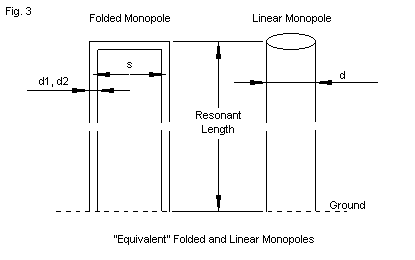 Fig. 3
Folded Monopole
Linear Monopole
s
d1, d2
d
Resonant
Length
Ground
"Equivalent" Folded and Linear Monopoles